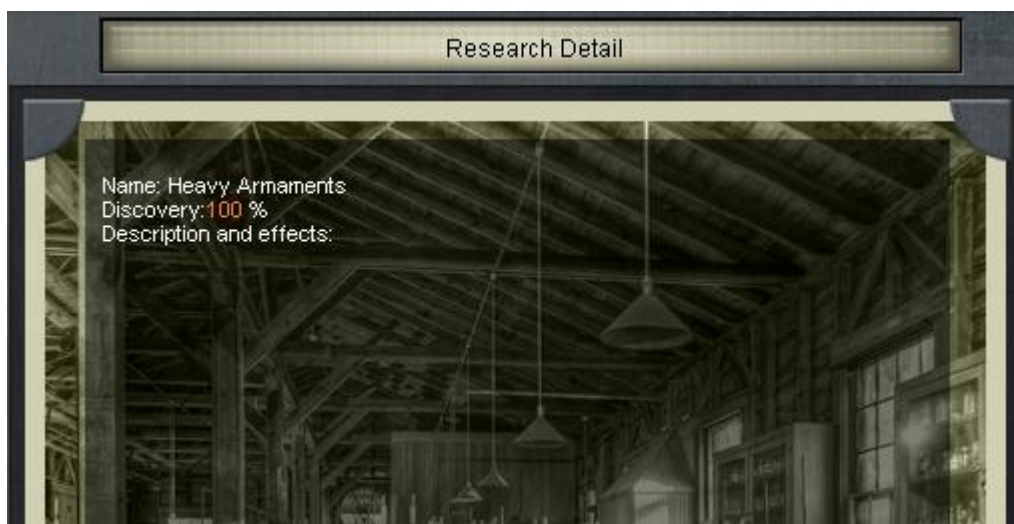 Research Detail
Name: Heavy Armaments
Discovery:100 %
Description and effects: